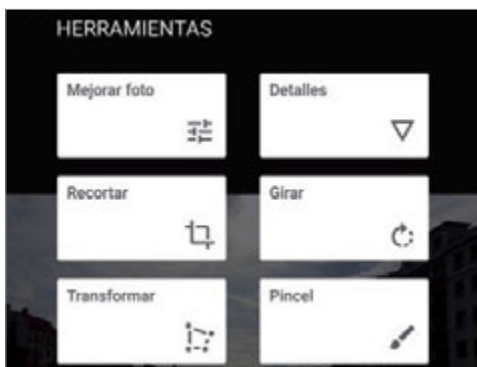 HERRAMIENTAS
Mejorar foto
Detalles
Recortar
Girar
Transformar
Pincel